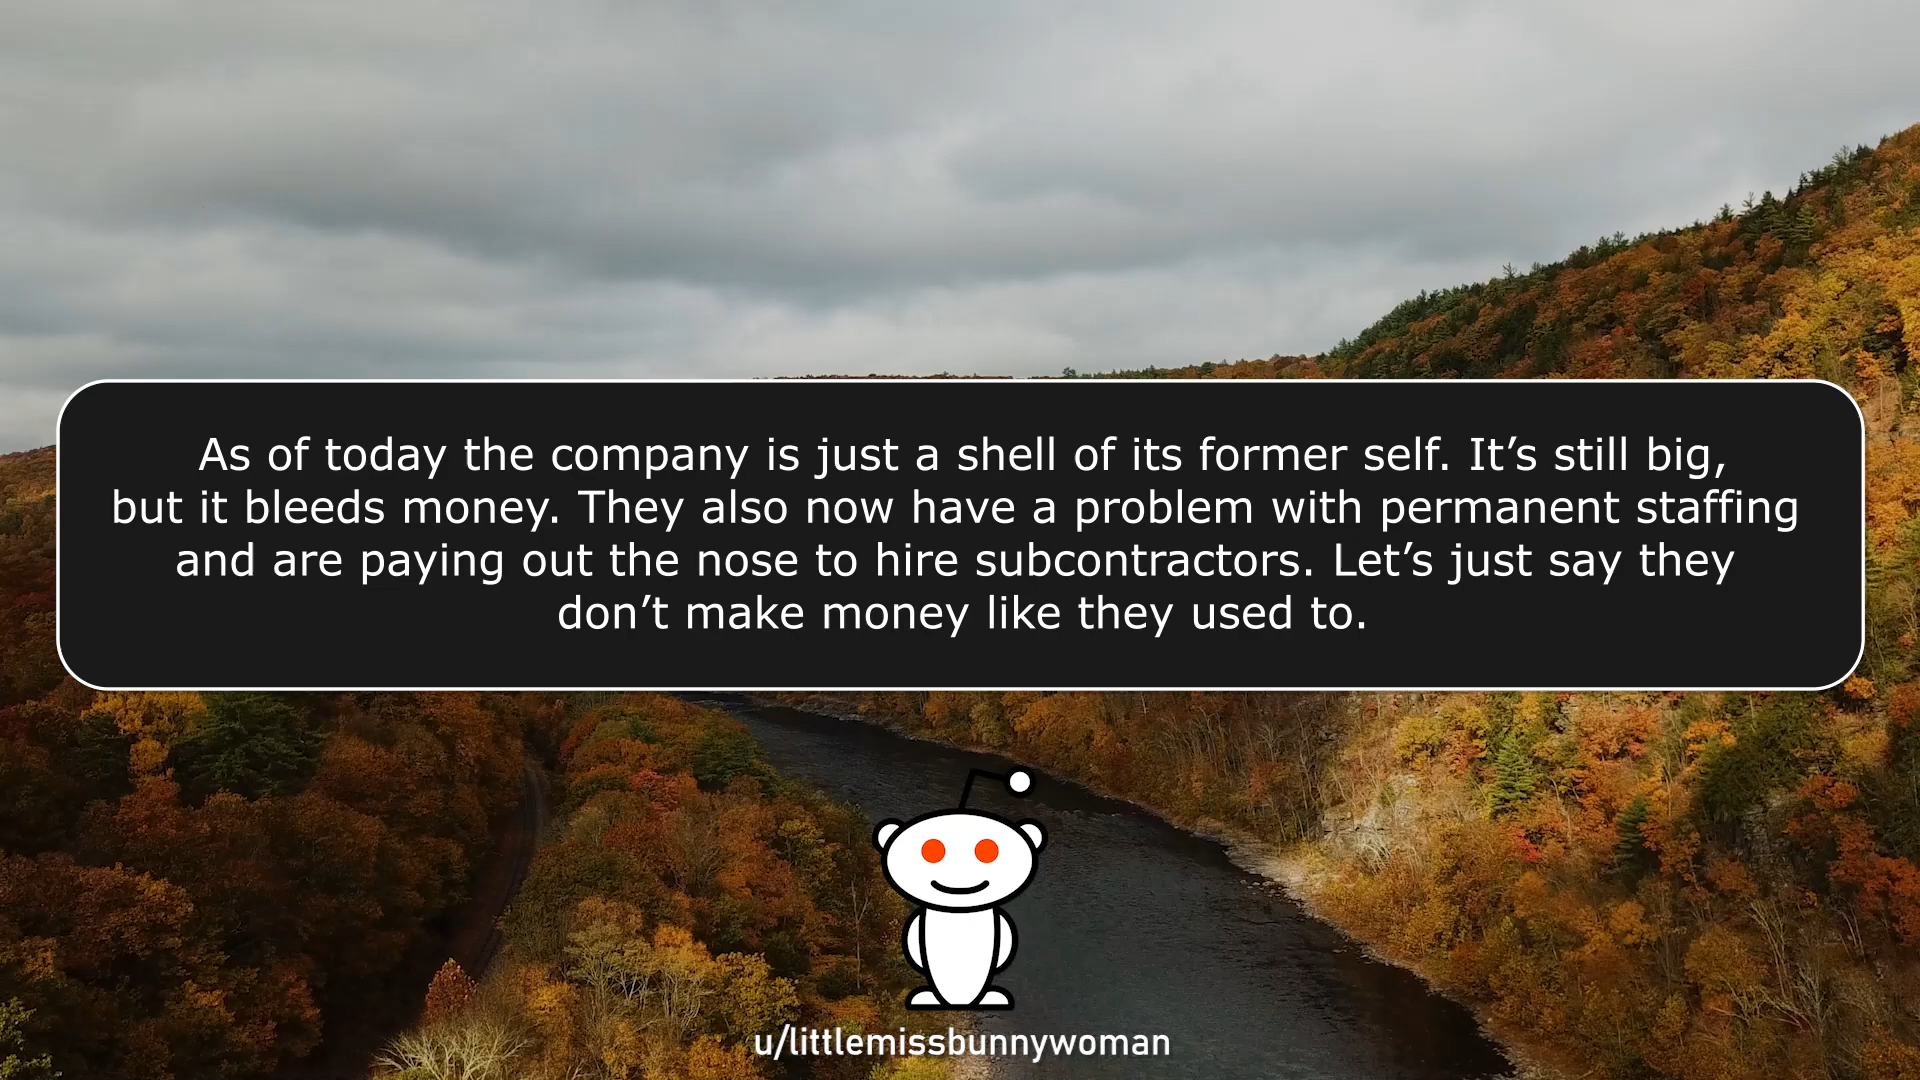 As of today the company is just a shell of its former self. It’s still big,
but it bleeds money. They also now have a problem with permanent staffing
and are paying out the nose to hire subcontractors. Let’s just say they
don’t make money like they used to.
u/littlemissbunnywoman